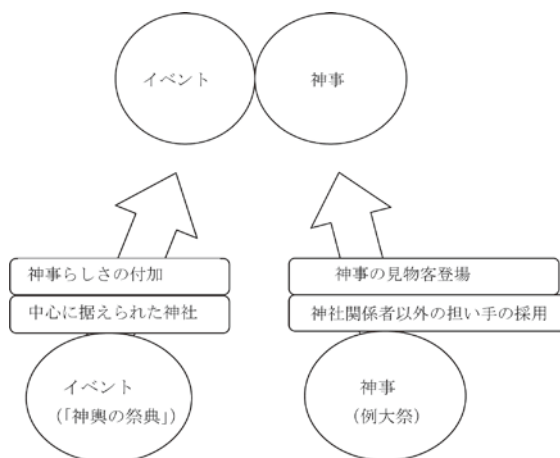 イベント
神事
神事らしさの付加
中心に据えられた神社
神事の見物客登場
神社関係者以外の担い手の採用
イベント
(「神輿の祭典」)
神事
(例大祭)